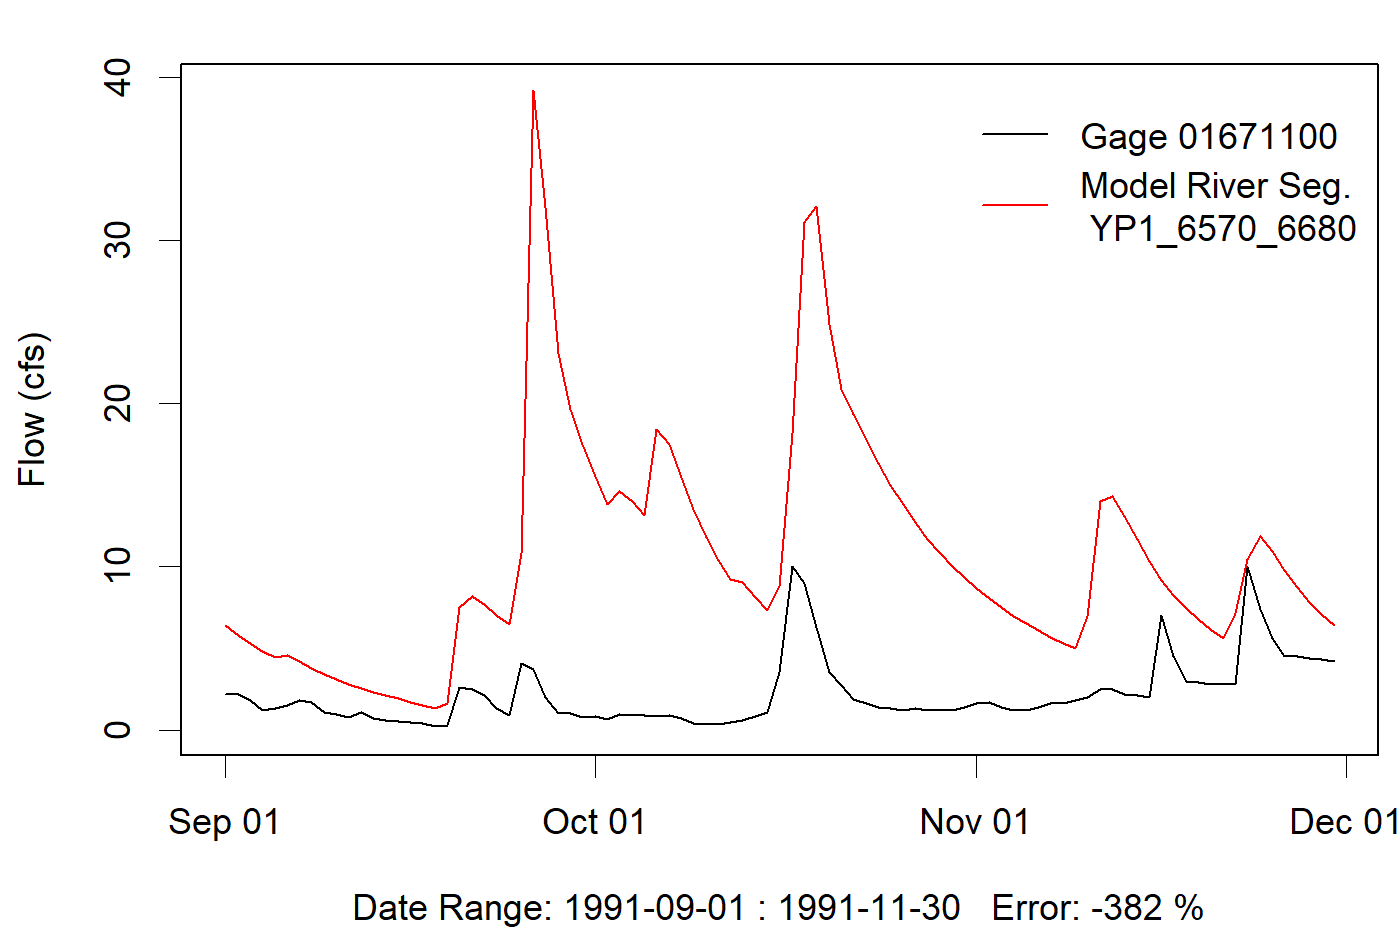 40
30
20
10
0
Flow (cfs)
Gage 01671100
Model River Seg.
YP1_6570_6680
Sep 01
Oct 01
Nov 01
Dec 01
Date Range: 1991-09-01 : 1991-11-30 Error: -382 %